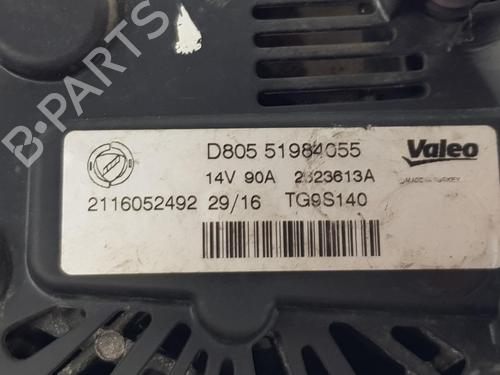 B-Parts
D805 51984055
Valeo
14V 90A 2623613A
MADE IN TURKEY
2116052492 29/16 TG9S140